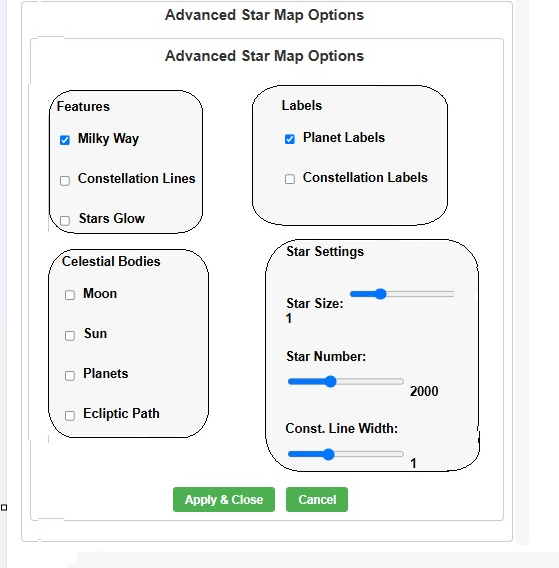 Advanced Star Map Options
Advanced Star Map Options
Features
Milky Way
Constellation Lines
Stars Glow
Labels
Planet Labels
Constellation Labels
Celestial Bodies
Moon
Sun
Planets
Ecliptic Path
Star Settings
Star Size:
1
Star Number:
2000
Const. Line Width:
1
Apply & Close
Cancel